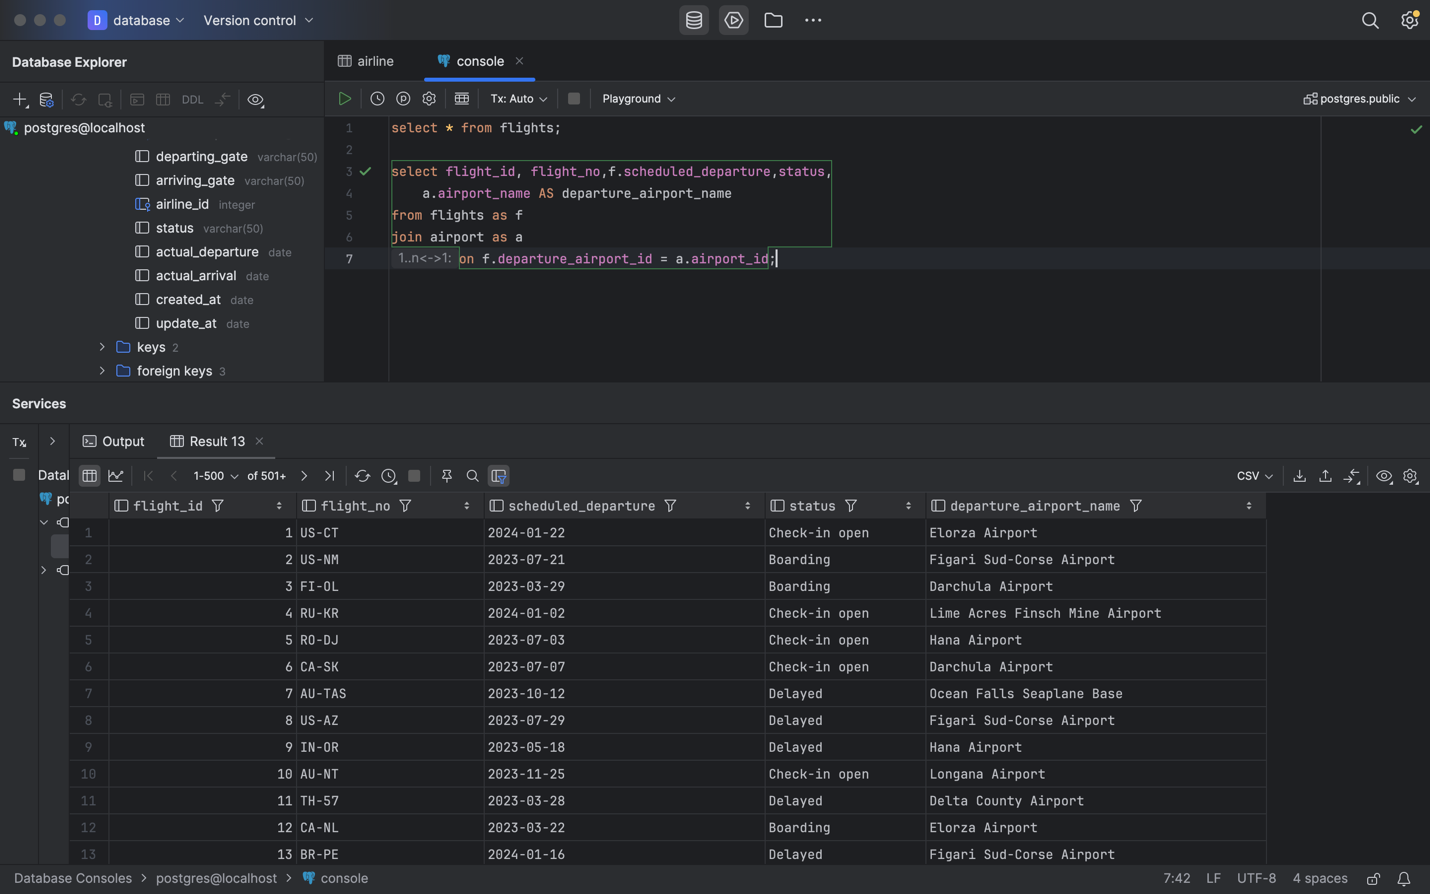 D database Version control
Database Explorer
airline
console
DDL
Tx: Auto
Playground
postgres.public
postgres@localhost
departing_gate varchar(50)
arriving_gate varchar(50)
airline_id integer
status varchar(50)
actual_departure date
actual_arrival date
created_at date
update_at date
keys 2
foreign keys 3
1 select * from flights;
2
3 select flight_id, flight_no,f.scheduled_departure,status,
4 a.airport_name AS departure_airport_name
5 from flights as f
6 join airport as a
7 1..n<->1: on f.departure_airport_id = a.airport_id;
Services
Tx
Output
Result 13
1-500 of 501+
CSV
flight_id flight_no scheduled_departure status departure_airport_name
1 1 US-CT 2024-01-22 Check-in open Elorza Airport
2 2 US-NM 2023-07-21 Boarding Figari Sud-Corse Airport
3 3 FI-OL 2023-03-29 Boarding Darchula Airport
4 4 RU-KR 2024-01-02 Check-in open Lime Acres Finsch Mine Airport
5 5 RO-DJ 2023-07-03 Check-in open Hana Airport
6 6 CA-SK 2023-07-07 Check-in open Darchula Airport
7 7 AU-TAS 2023-10-12 Delayed Ocean Falls Seaplane Base
8 8 US-AZ 2023-07-29 Delayed Figari Sud-Corse Airport
9 9 IN-OR 2023-05-18 Delayed Hana Airport
10 10 AU-NT 2023-11-25 Check-in open Longana Airport
11 11 TH-57 2023-03-28 Delayed Delta County Airport
12 12 CA-NL 2023-03-22 Boarding Elorza Airport
13 13 BR-PE 2024-01-16 Delayed Figari Sud-Corse Airport
Database Consoles > postgres@localhost > console
7:42 LF UTF-8 4 spaces